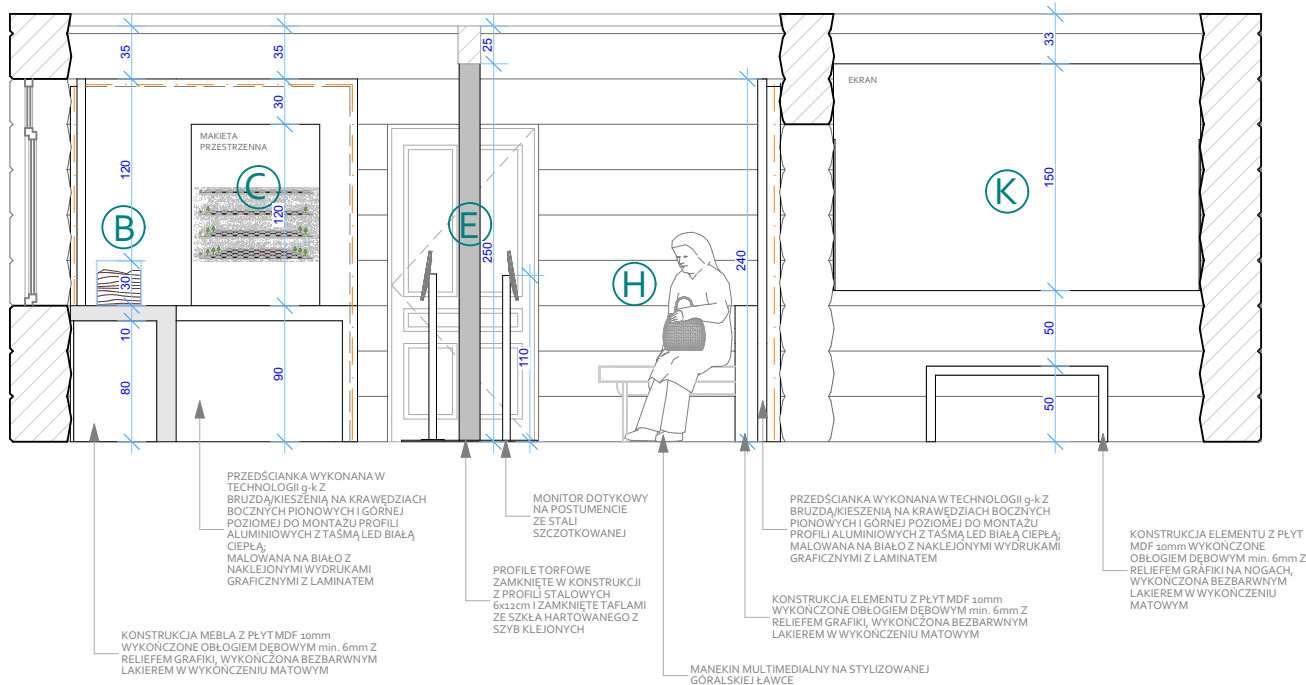 35
35
25
33
EKRAN
30
MAKIETA
PRZESTRZENNA
120
C
120
B
E
K
150
250
240
H
30
10
110
50
80
90
50
PRZEDŚCIANKA WYKONANA W
TECHNOLOGII g-k Z
BRUZDĄ/KIESZENIĄ NA KRAWĘDZIACH
BOCZNYCH PIONOWYCH I GÓRNEJ
POZIOMEJ DO MONTAŻU PROFILI
ALUMINIOWYCH Z TAŚMĄ LED BIAŁĄ
CIEPŁĄ;
MALOWANA NA BIAŁO Z
NAKLEJONYMI WYDRUKAMI
GRAFICZNYMI Z LAMINATEM
MONITOR DOTYKOWY
NA POSTUMENCIE
ZE STALI
SZCZOTKOWANEJ
PRZEDŚCIANKA WYKONANA W TECHNOLOGII g-k Z
BRUZDĄ/KIESZENIĄ NA KRAWĘDZIACH BOCZNYCH
PIONOWYCH I GÓRNEJ POZIOMEJ DO MONTAŻU
PROFILI ALUMINIOWYCH Z TAŚMĄ LED BIAŁĄ CIEPŁĄ;
MALOWANA NA BIAŁO Z NAKLEJONYMI WYDRUKAMI
GRAFICZNYMI Z LAMINATEM
KONSTRUKCJA ELEMENTU Z PŁYT
MDF 10mm WYKOŃCZONE
OBŁOGIEM DĘBOWYM min. 6mm Z
RELIEFEM GRAFIKI NA NOGACH,
WYKOŃCZONA BEZBARWNYM
LAKIEREM W WYKOŃCZENIU
MATOWYM
PROFILE TORFOWE
ZAMKNIĘTE W KONSTRUKCJI
Z PROFILI STALOWYCH
6x12cm I ZAMKNIĘTE TAFLAMI
ZE SZKŁA HARTOWANEGO Z
SZYB KLEJONYCH
KONSTRUKCJA ELEMENTU Z PŁYT MDF 10mm
WYKOŃCZONE OBŁOGIEM DĘBOWYM min. 6mm Z
RELIEFEM GRAFIKI, WYKOŃCZONA BEZBARWNYM
LAKIEREM W WYKOŃCZENIU MATOWYM
KONSTRUKCJA MEBLA Z PŁYT MDF 10mm
WYKOŃCZONE OBŁOGIEM DĘBOWYM min. 6mm Z
RELIEFEM GRAFIKI, WYKOŃCZONA BEZBARWNYM
LAKIEREM W WYKOŃCZENIU MATOWYM
MANEKIN MULTIMEDIALNY NA STYLIZOWANEJ
GÓRALSKIEJ ŁAWCE